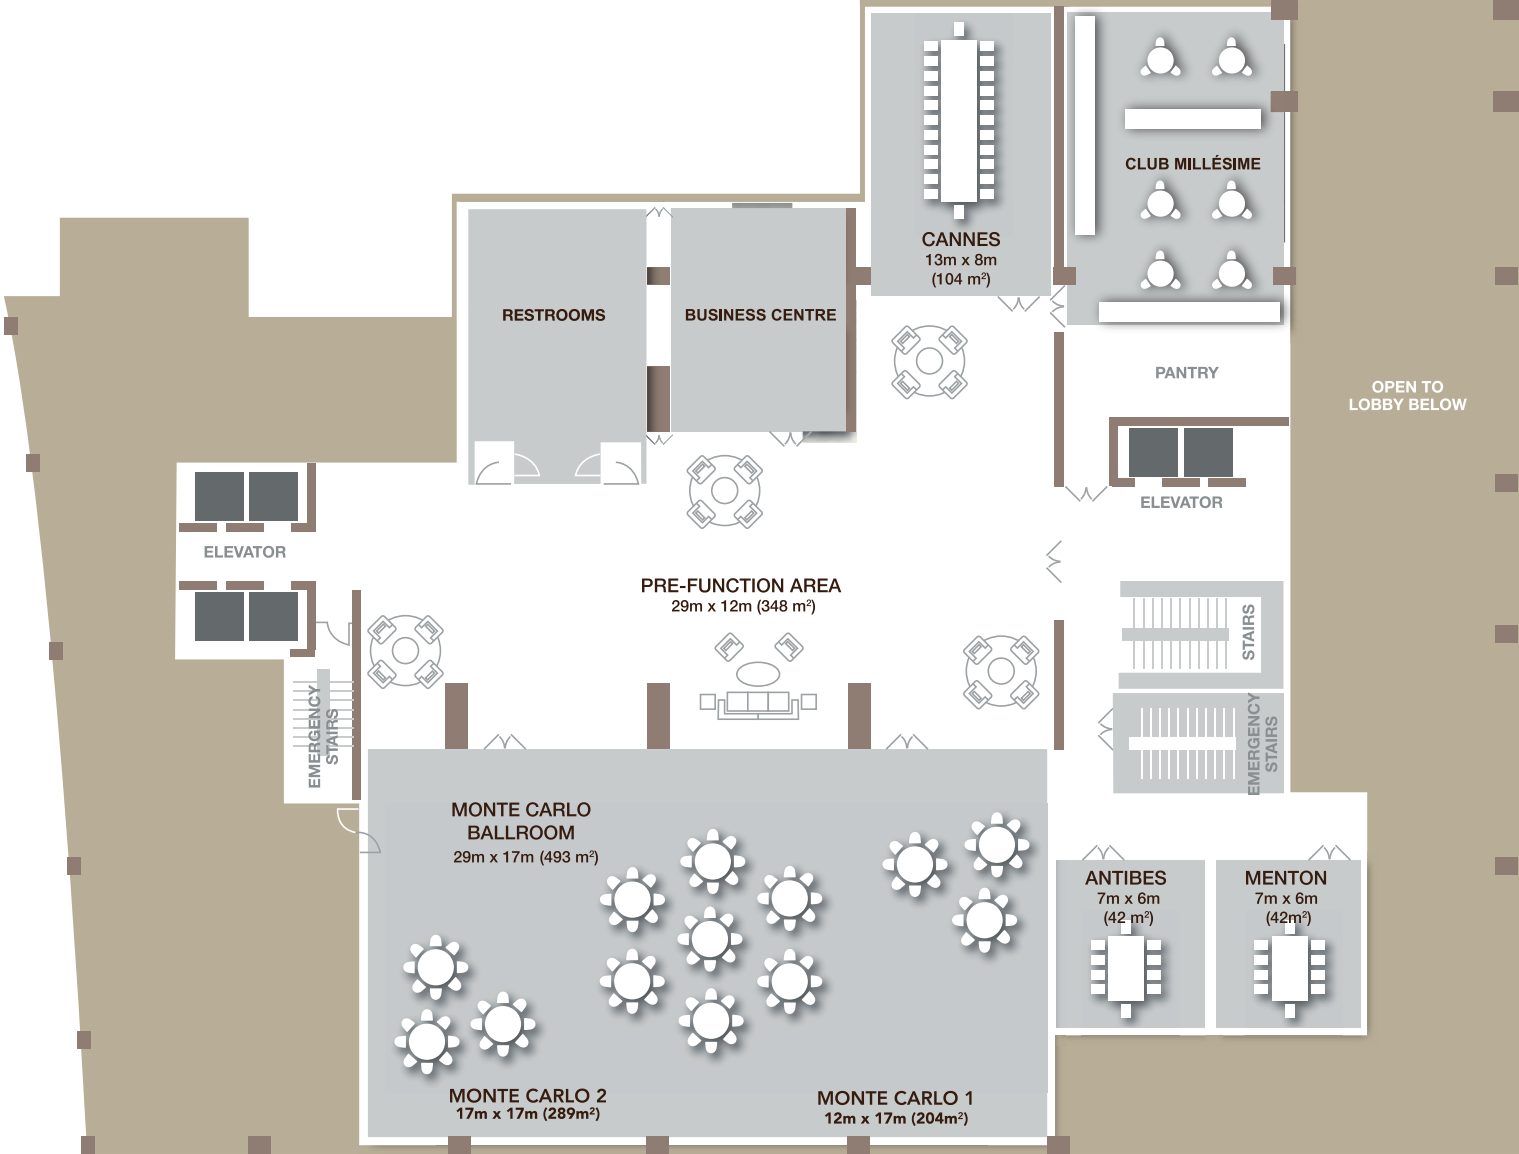 CANNES
13m x 8m
(104 m²)
CLUB MILLÉSIME
RESTROOMS
BUSINESS CENTRE
PANTRY
OPEN TO
LOBBY BELOW
ELEVATOR
ELEVATOR
PRE-FUNCTION AREA
29m x 12m (348 m²)
STAIRS
EMERGENCY
STAIRS
EMERGENCY
STAIRS
MONTE CARLO
BALLROOM
29m x 17m (493 m²)
ANTIBES
7m x 6m
(42 m²)
MENTON
7m x 6m
(42m²)
MONTE CARLO 2
17m x 17m (289m²)
MONTE CARLO 1
12m x 17m (204m²)